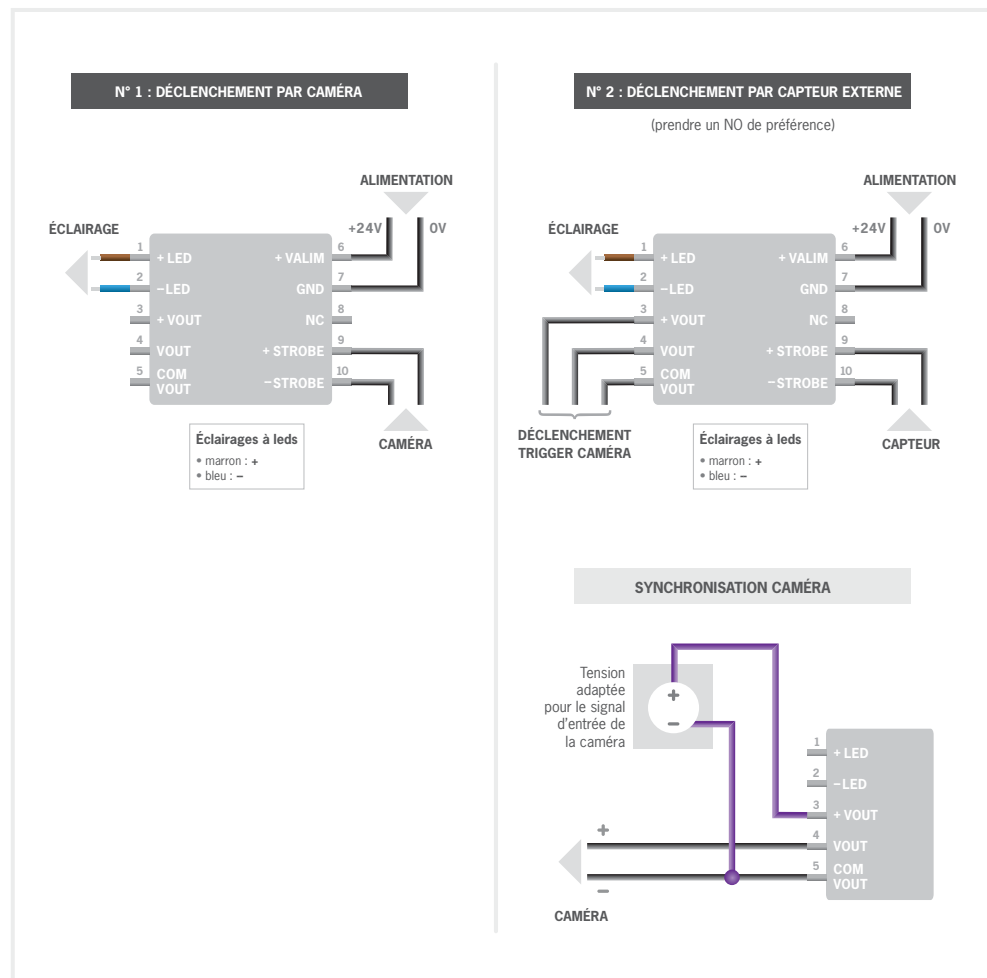 N° 1 : DÉCLENCHEMENT PAR CAMÉRA
ALIMENTATION
+24V
0V
ÉCLAIRAGE
1
+ LED
2
−LED
3
+ VOUT
4
VOUT
5
COM
VOUT
6
+ VALIM
7
GND
8
NC
9
+ STROBE
10
−STROBE
CAMÉRA
Éclairages à leds
• marron : +
• bleu : −
N° 2 : DÉCLENCHEMENT PAR CAPTEUR EXTERNE
(prendre un NO de préférence)
ALIMENTATION
+24V
0V
ÉCLAIRAGE
1
+ LED
2
−LED
3
+ VOUT
4
VOUT
5
COM
VOUT
6
+ VALIM
7
GND
8
NC
9
+ STROBE
10
−STROBE
DÉCLENCHEMENT
TRIGGER CAMÉRA
CAPTEUR
Éclairages à leds
• marron : +
• bleu : −
SYNCHRONISATION CAMÉRA
Tension
adaptée
pour le signal
d'entrée de
la caméra
+
−
1
+ LED
2
−LED
3
+ VOUT
4
VOUT
5
COM
VOUT
+
−
CAMÉRA